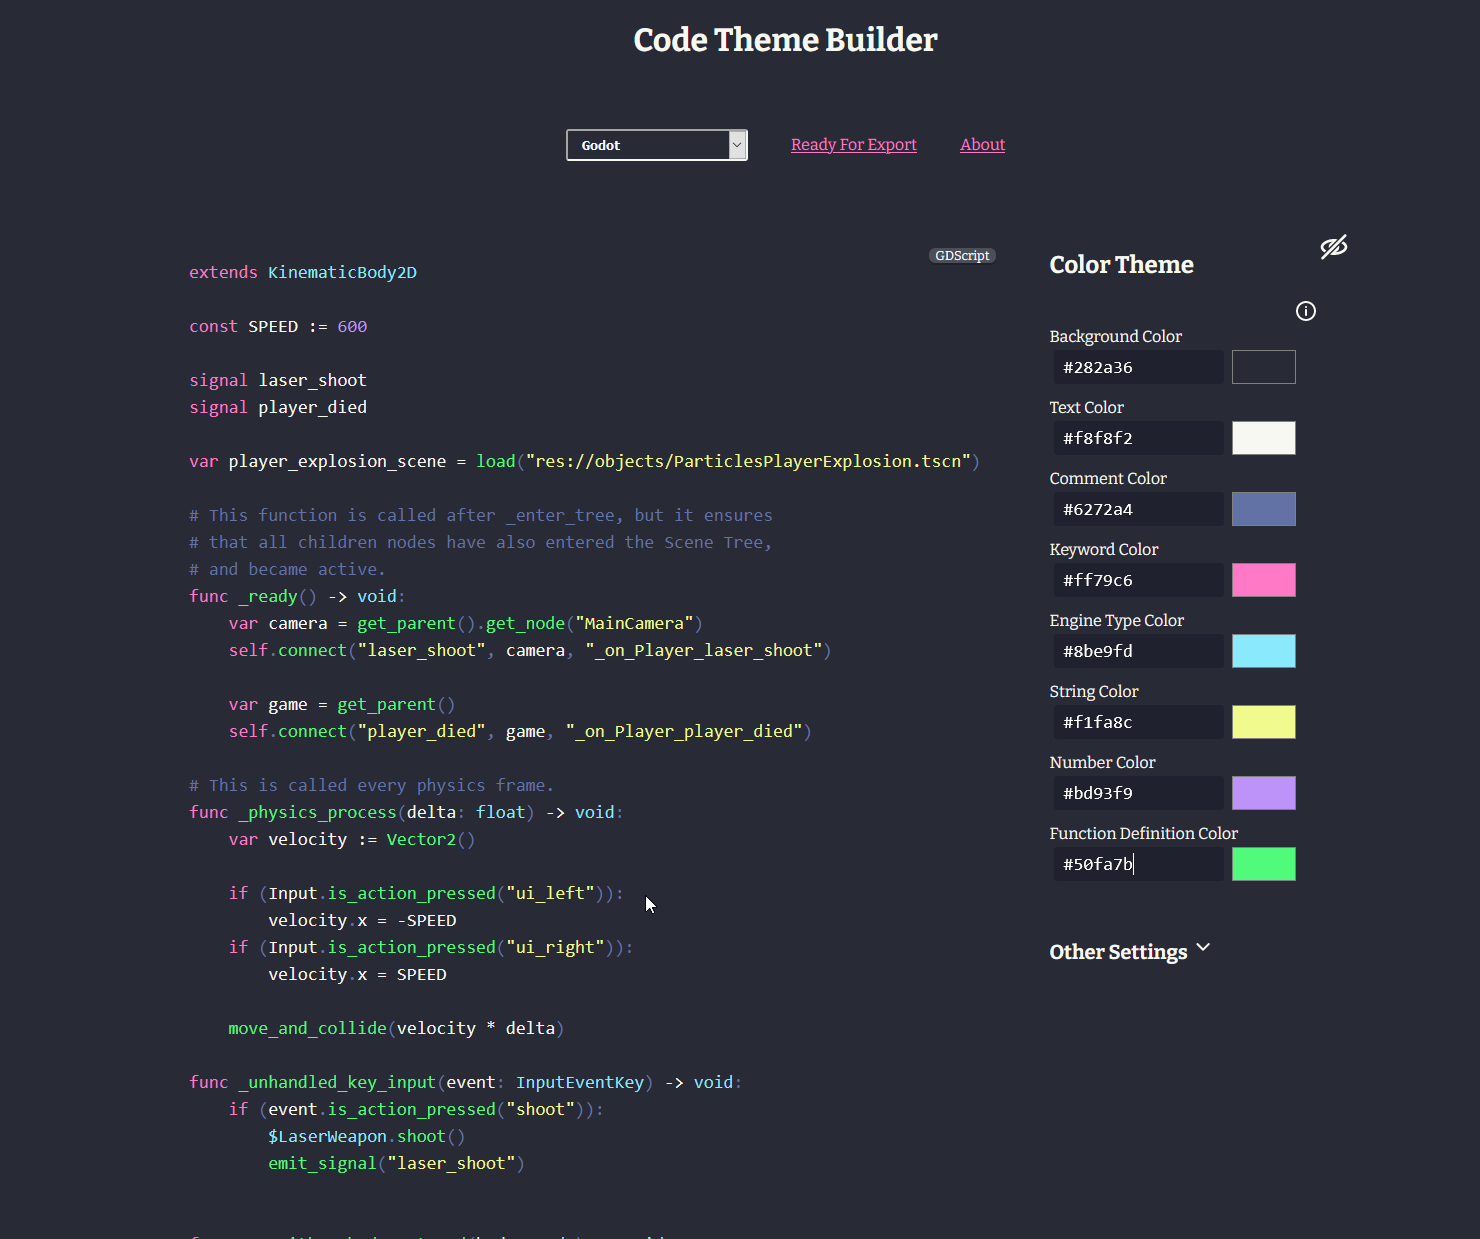 Code Theme Builder
Godot
Ready For Export
About
GDScript
extends KinematicBody2D
const SPEED := 600
signal laser_shoot
signal player_died
var player_explosion_scene = load("res://objects/ParticlesPlayerExplosion.tscn")
# This function is called after _enter_tree, but it ensures
# that all children nodes have also entered the Scene Tree,
# and became active.
func _ready() -> void:
    var camera = get_parent().get_node("MainCamera")
    self.connect("laser_shoot", camera, "_on_Player_laser_shoot")
    var game = get_parent()
    self.connect("player_died", game, "_on_Player_player_died")
# This is called every physics frame.
func _physics_process(delta: float) -> void:
    var velocity := Vector2()
    if (Input.is_action_pressed("ui_left")):
        velocity.x = -SPEED
    if (Input.is_action_pressed("ui_right")):
        velocity.x = SPEED
    move_and_collide(velocity * delta)
func _unhandled_key_input(event: InputEventKey) -> void:
    if (event.is_action_pressed("shoot")):
        $LaserWeapon.shoot()
        emit_signal("laser_shoot")
Color Theme
Background Color
#282a36
Text Color
#f8f8f2
Comment Color
#6272a4
Keyword Color
#ff79c6
Engine Type Color
#8be9fd
String Color
#f1fa8c
Number Color
#bd93f9
Function Definition Color
#50fa7b
Other Settings